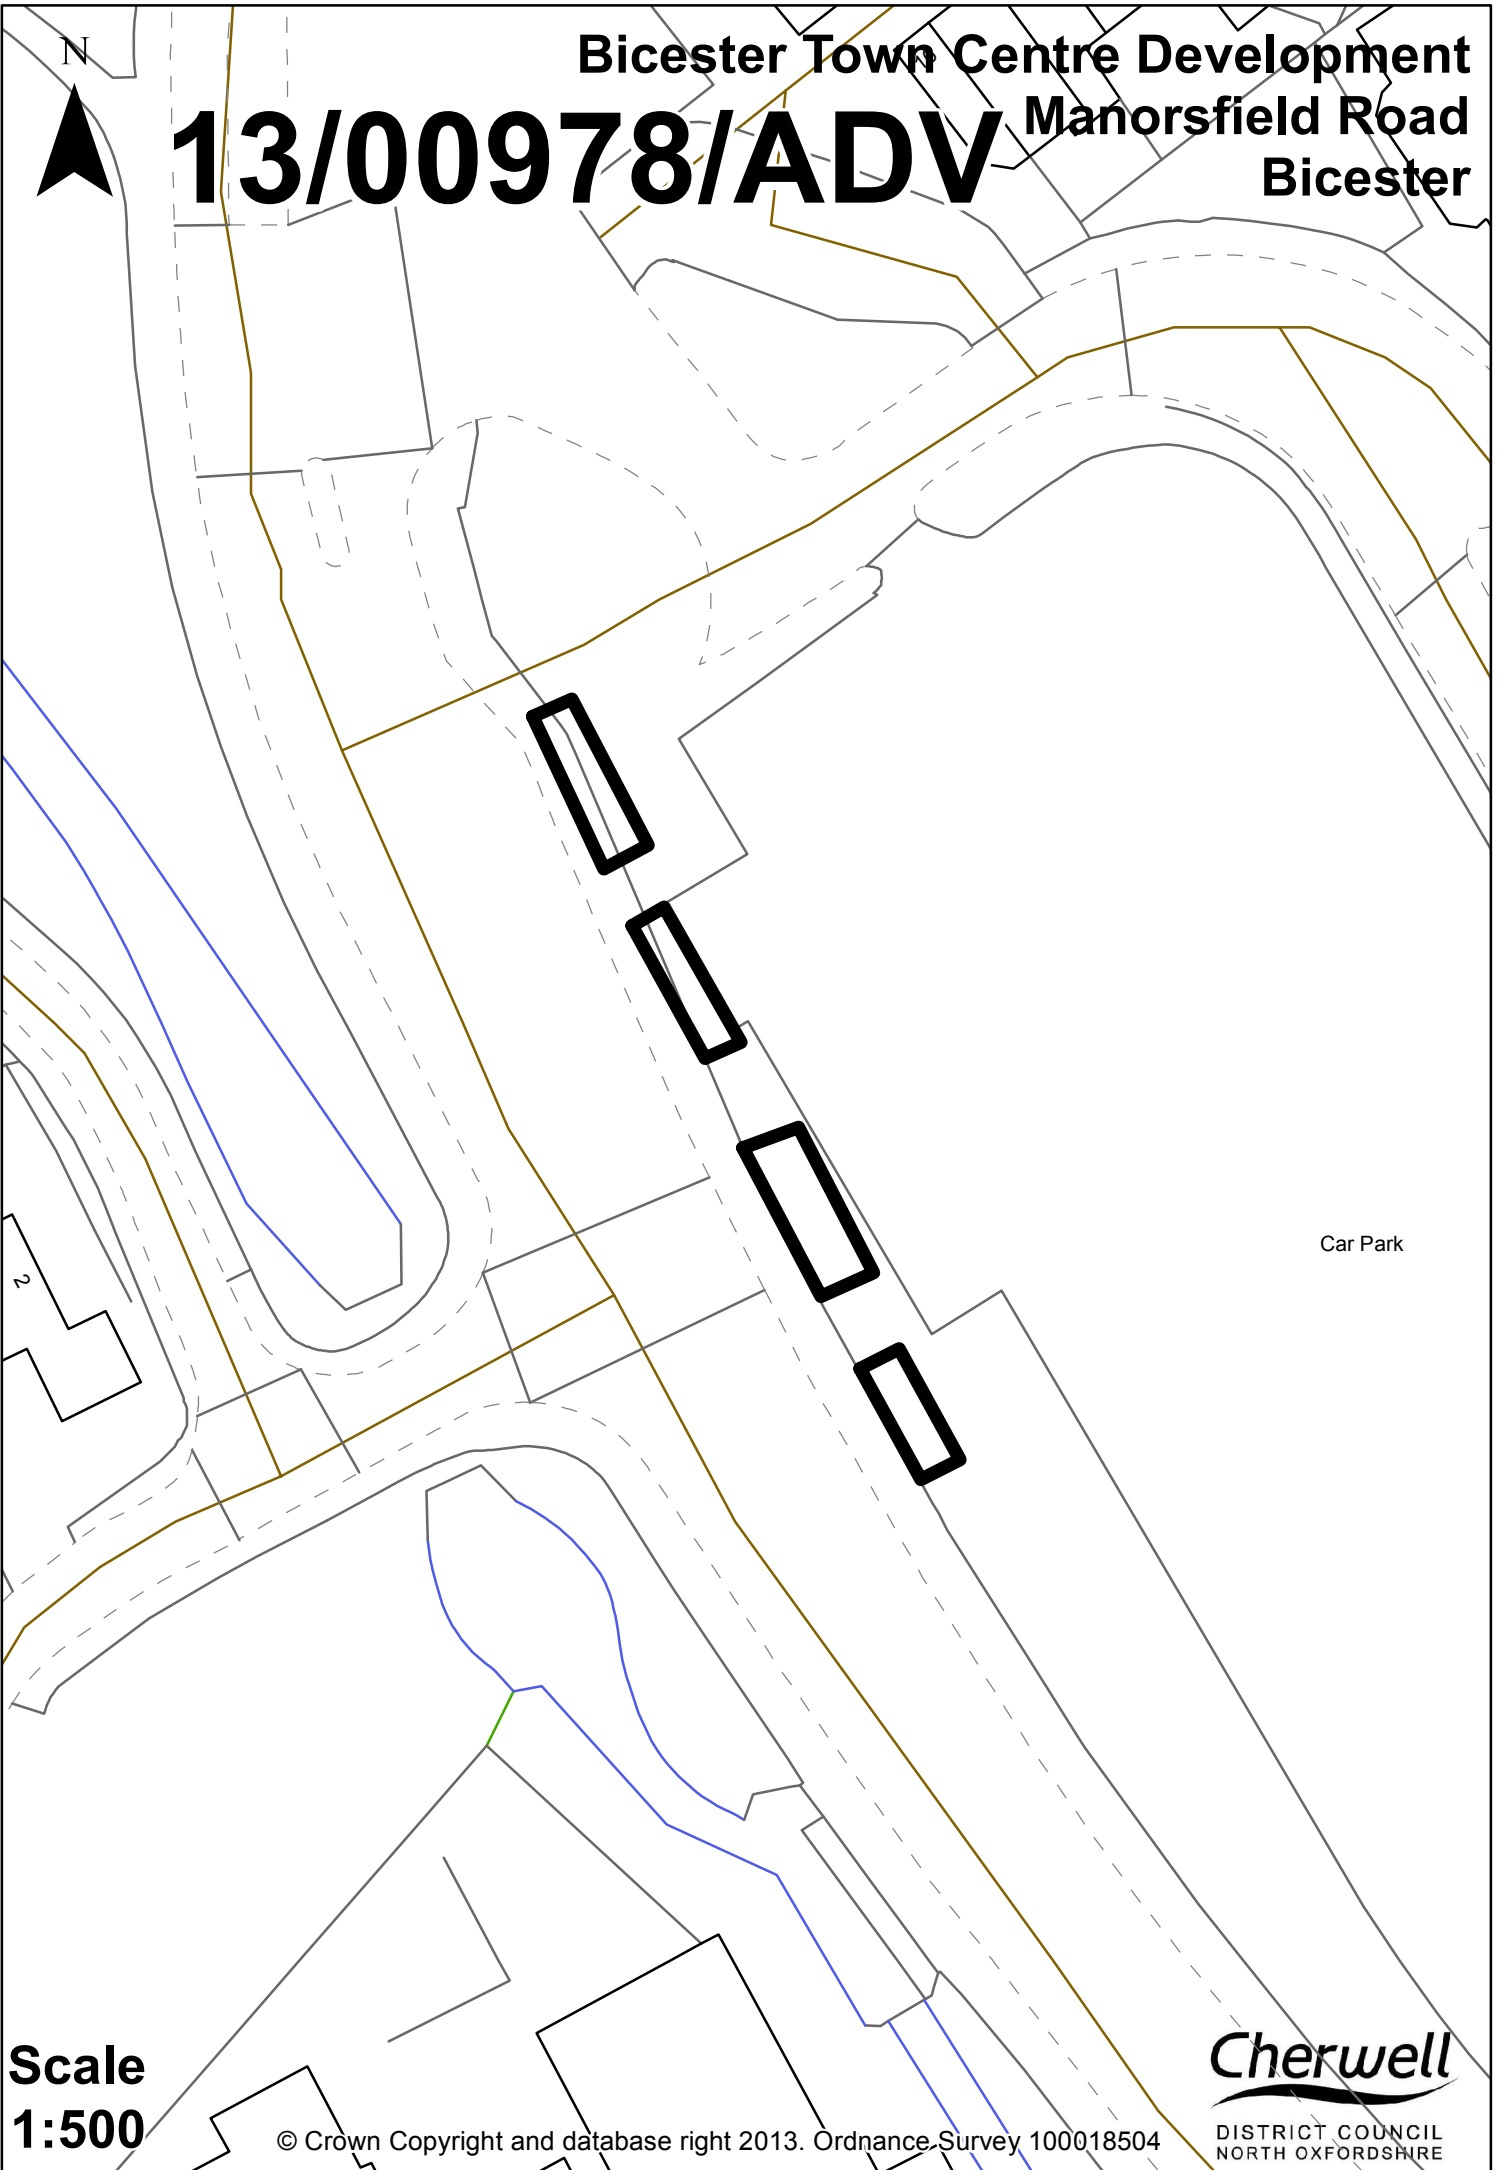 N
Bicester Town Centre Development
13/00978/ADV
Manorsfield Road
Bicester
Car Park
2
Scale
1:500
© Crown Copyright and database right 2013. Ordnance Survey 100018504
Cherwell
DISTRICT COUNCIL
NORTH OXFORDSHIRE